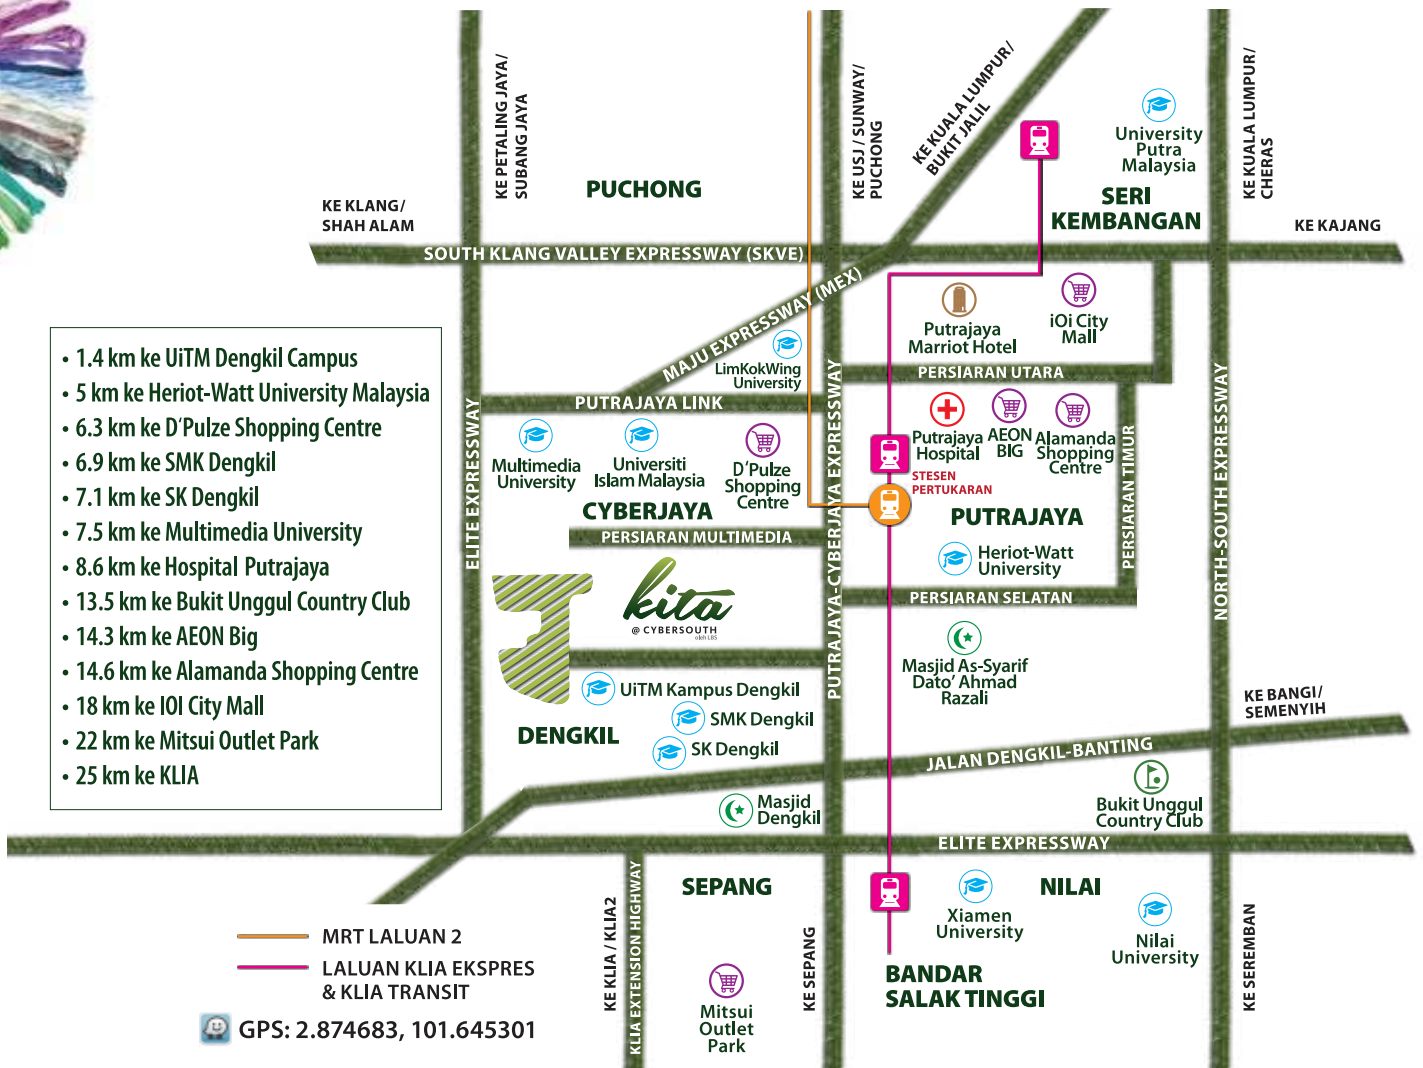 KE PETALING JAYA/
SUBANG JAYA
KE USJ / SUNWAY/
PUCHONG
KE KUALA LUMPUR/
BUKIT JALIL
KE KUALA LUMPUR/
CHERAS
University
Putra
Malaysia
PUCHONG
SERI
KEMBANGAN
KE KLANG/
SHAH ALAM
KE KAJANG
SOUTH KLANG VALLEY EXPRESSWAY (SKVE)
MAJU EXPRESSWAY (MEX)
Putrajaya
Marriot Hotel
iOi City
Mall
LimKokWing
University
PERSIARAN UTARA
PUTRAJAYA LINK
• 1.4 km ke UiTM Dengkil Campus
• 5 km ke Heriot-Watt University Malaysia
• 6.3 km ke D'Pulze Shopping Centre
• 6.9 km ke SMK Dengkil
• 7.1 km ke SK Dengkil
• 7.5 km ke Multimedia University
• 8.6 km ke Hospital Putrajaya
• 13.5 km ke Bukit Unggul Country Club
• 14.3 km ke AEON Big
• 14.6 km ke Alamanda Shopping Centre
• 18 km ke IOI City Mall
• 22 km ke Mitsui Outlet Park
• 25 km ke KLIA
ELITE EXPRESSWAY
Multimedia
University
Universiti
Islam Malaysia
D'Pulze
Shopping
Centre
CYBERJAYA
PERSIARAN MULTIMEDIA
PUTRAJAYA-CYBERJAYA EXPRESSWAY
Putrajaya
Hospital
AEON
BIG
Alamanda
Shopping
Centre
STESEN
PERTUKARAN
PUTRAJAYA
PERSIARAN TIMUR
NORTH-SOUTH EXPRESSWAY
Heriot-Watt
University
PERSIARAN SELATAN
kita
@ CYBERSOUTH
oleh LBS
Masjid As-Syarif
Dato' Ahmad
Razali
UiTM Kampus Dengkil
SMK Dengkil
SK Dengkil
DENGKIL
KE BANGI/
SEMENYIH
JALAN DENGKIL-BANTING
Masjid
Dengkil
Bukit Unggul
Country Club
ELITE EXPRESSWAY
SEPANG
NILAI
KE KLIA / KLIA2
KLIA EXTENSION HIGHWAY
KE SEPANG
Xiamen
University
Nilai
University
KE SEREMBAN
BANDAR
SALAK TINGGI
Mitsui
Outlet
Park
MRT LALUAN 2
LALUAN KLIA EKSPRES
& KLIA TRANSIT
GPS: 2.874683, 101.645301